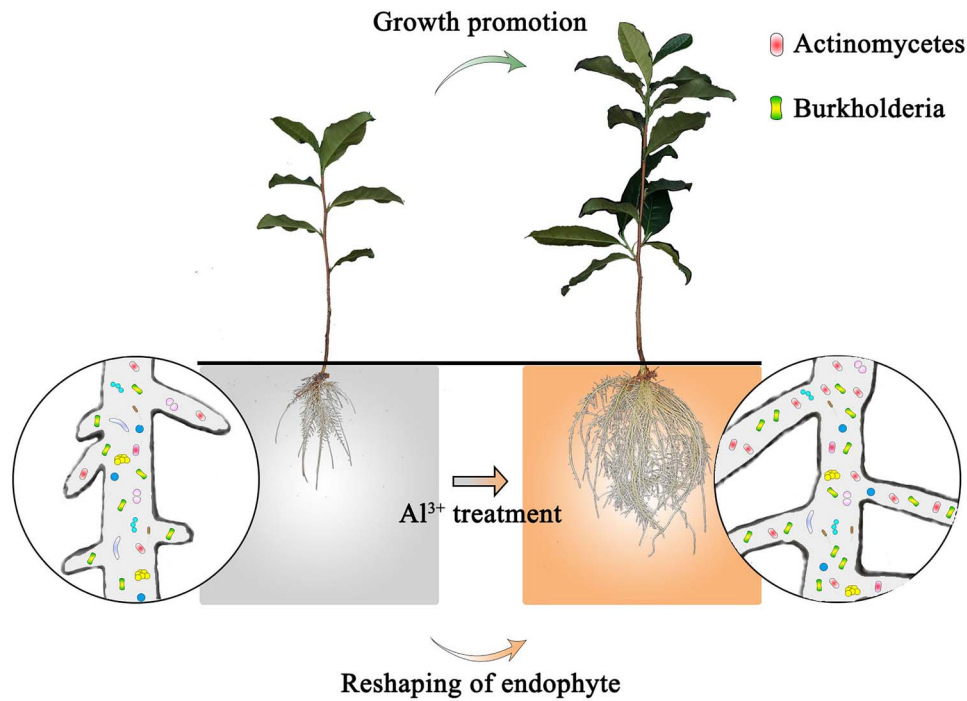 Growth promotion
Actinomycetes
Burkholderia
Al³⁺ treatment
Reshaping of endophyte